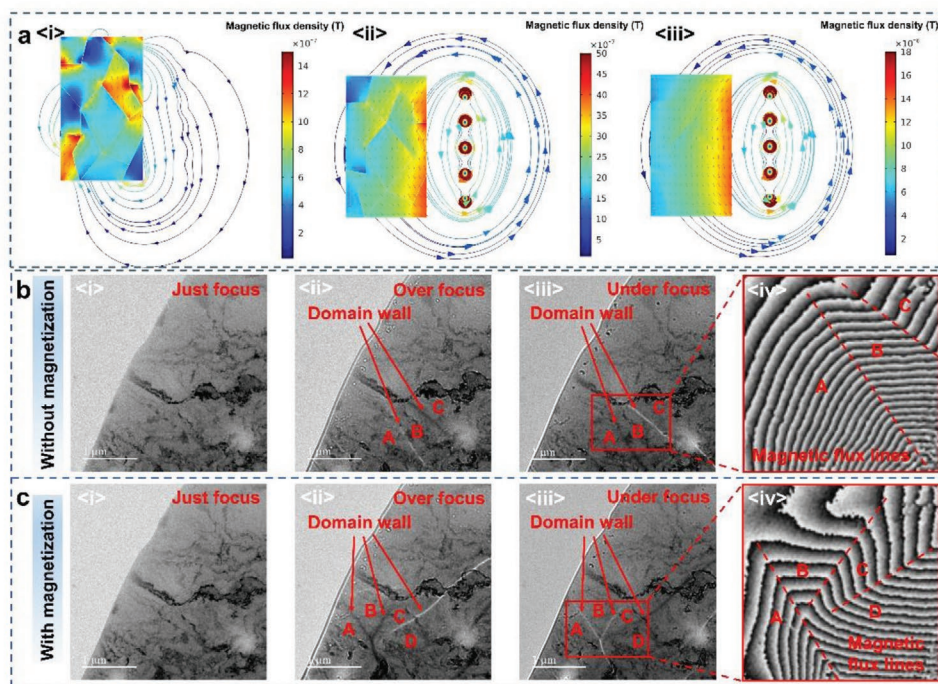 a
<i>
Magnetic flux density (T)
×10⁻⁷
14
12
10
8
6
4
2
<ii>
Magnetic flux density (T)
×10⁻⁷
50
45
40
35
30
25
20
15
10
5
<iii>
Magnetic flux density (T)
18
16
14
12
10
8
6
4
2
b
Without magnetization
<i>
Just focus
1 μm
<ii>
Over focus
Domain wall
A
B
C
1 μm
<iii>
Under focus
Domain wall
A
B
C
μm
<iv>
A
B
C
Magnetic flux lines
c
With magnetization
<i>
Just focus
1 μm
<ii>
Over focus
Domain wall
A
B
C
D
1 μm
<iii>
Under focus
Domain wall
A
B
C
D
1 μm
<iv>
A
B
C
D
Magnetic
flux lines